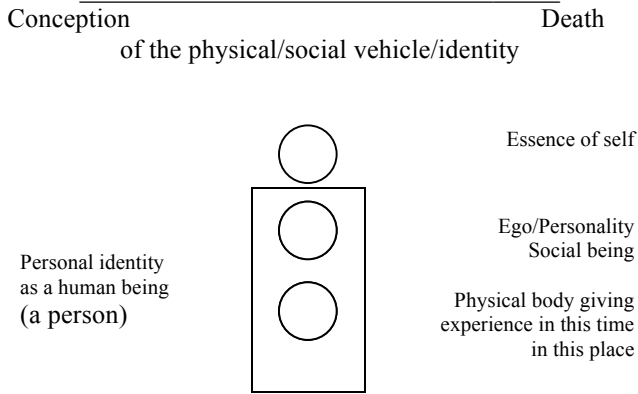 Conception Death
of the physical/social vehicle/identity
Essence of self
Ego/Personality
Social being
Personal identity
as a human being
(a person)
Physical body giving
experience in this time
in this place